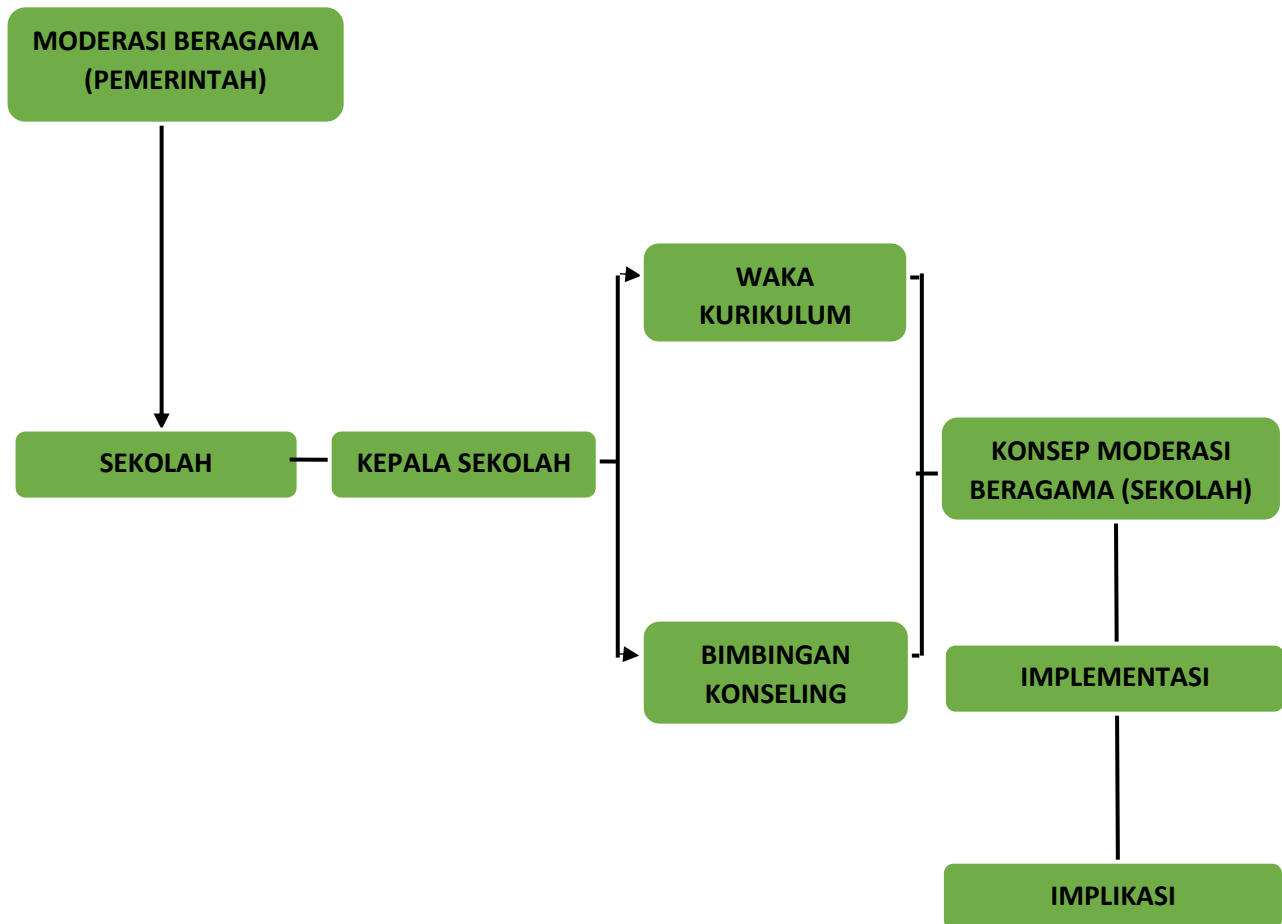 MODERASI BERAGAMA
(PEMERINTAH)
SEKOLAH
KEPALA SEKOLAH
WAKA
KURIKULUM
BIMBINGAN
KONSELING
KONSEP MODERASI
BERAGAMA (SEKOLAH)
IMPLEMENTASI
IMPLIKASI